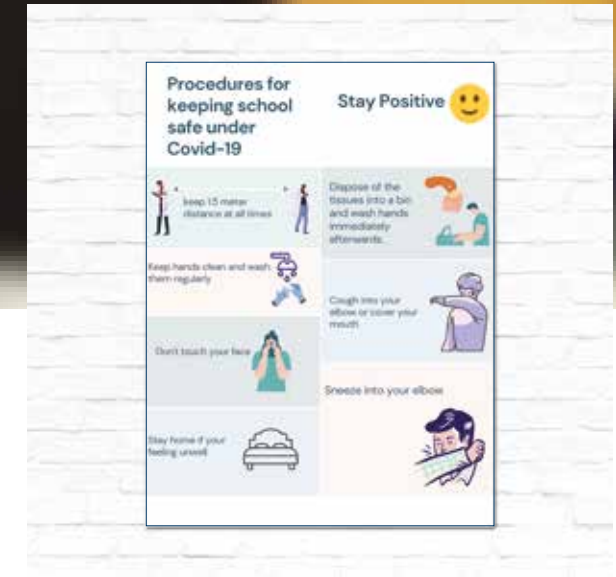 Procedures for
keeping school
safe under
Covid-19
Stay Positive
keep 1.5 meter
distance at all times
Keep hands clean and wash
them regularly
Don't touch your face
Stay home if your
feeling unwell
Dispose of the
tissues into a bin
and wash hands
immediately
afterwards.
Cough into your
elbow or cover your
mouth
Sneeze into your elbow